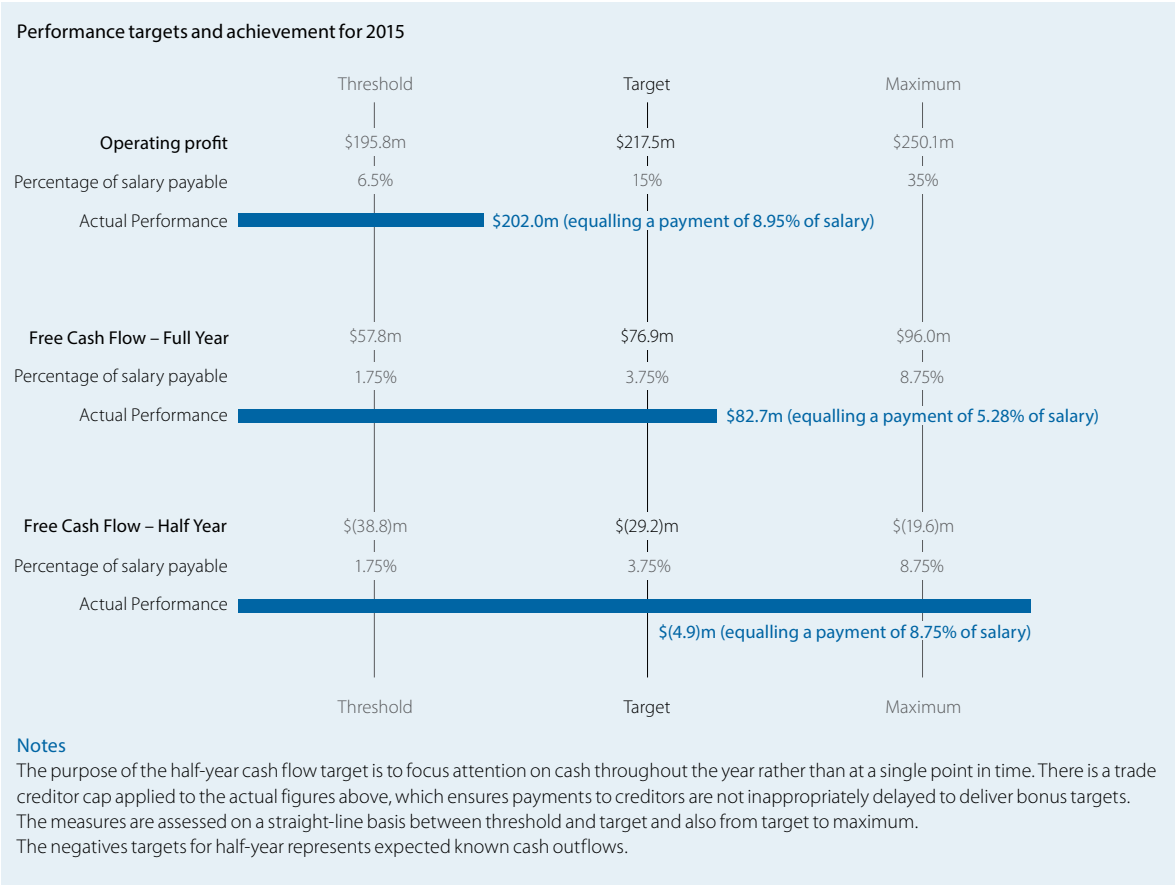 Performance targets and achievement for 2015
Threshold Target Maximum
Operating profit $195.8m $217.5m $250.1m
Percentage of salary payable 6.5% 15% 35%
Actual Performance $202.0m (equalling a payment of 8.95% of salary)
Free Cash Flow – Full Year $57.8m $76.9m $96.0m
Percentage of salary payable 1.75% 3.75% 8.75%
Actual Performance $82.7m (equalling a payment of 5.28% of salary)
Free Cash Flow – Half Year $(38.8)m $(29.2)m $(19.6)m
Percentage of salary payable 1.75% 3.75% 8.75%
Actual Performance
$(4.9)m (equalling a payment of 8.75% of salary)
Threshold Target Maximum
Notes
The purpose of the half-year cash flow target is to focus attention on cash throughout the year rather than at a single point in time. There is a trade
creditor cap applied to the actual figures above, which ensures payments to creditors are not inappropriately delayed to deliver bonus targets.
The measures are assessed on a straight-line basis between threshold and target and also from target to maximum.
The negatives targets for half-year represents expected known cash outflows.